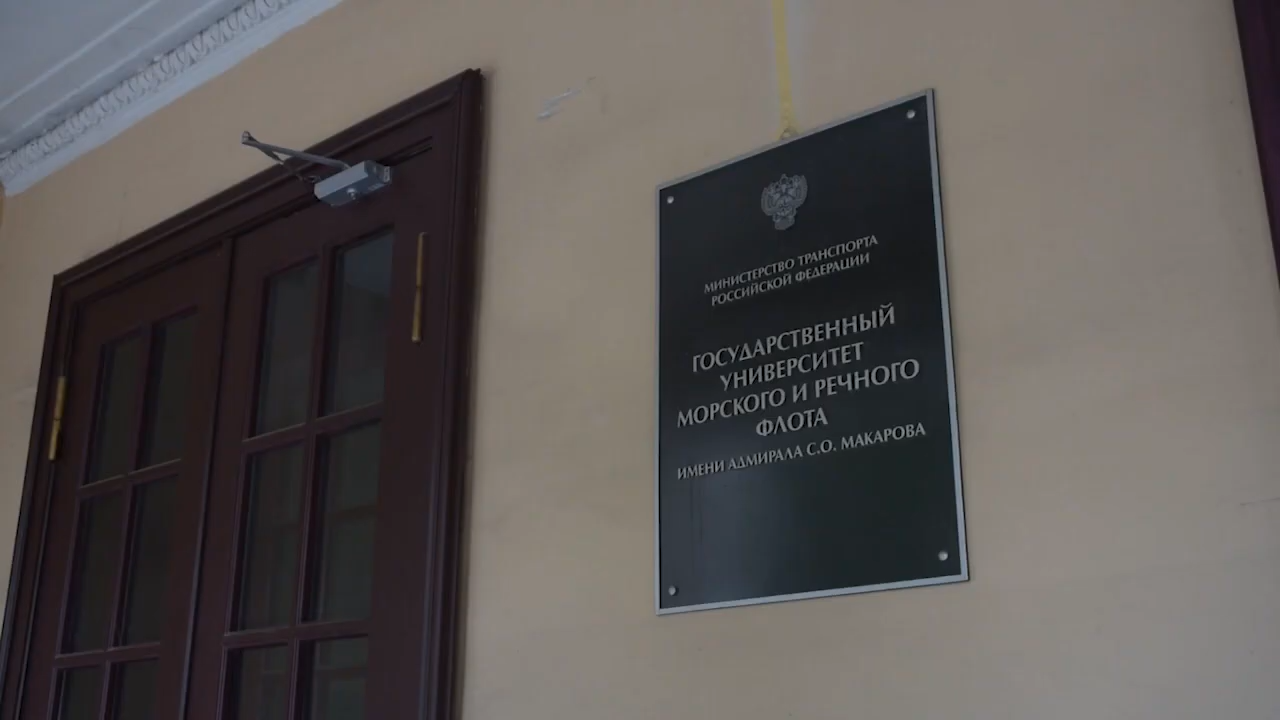 МИНИСТЕРСТВО ТРАНСПОРТА
РОССИЙСКОЙ ФЕДЕРАЦИИ
ГОСУДАРСТВЕННЫЙ
УНИВЕРСИТЕТ
МОРСКОГО И РЕЧНОГО
ФЛОТА
ИМЕНИ АДМИРАЛА С.О. МАКАРОВА